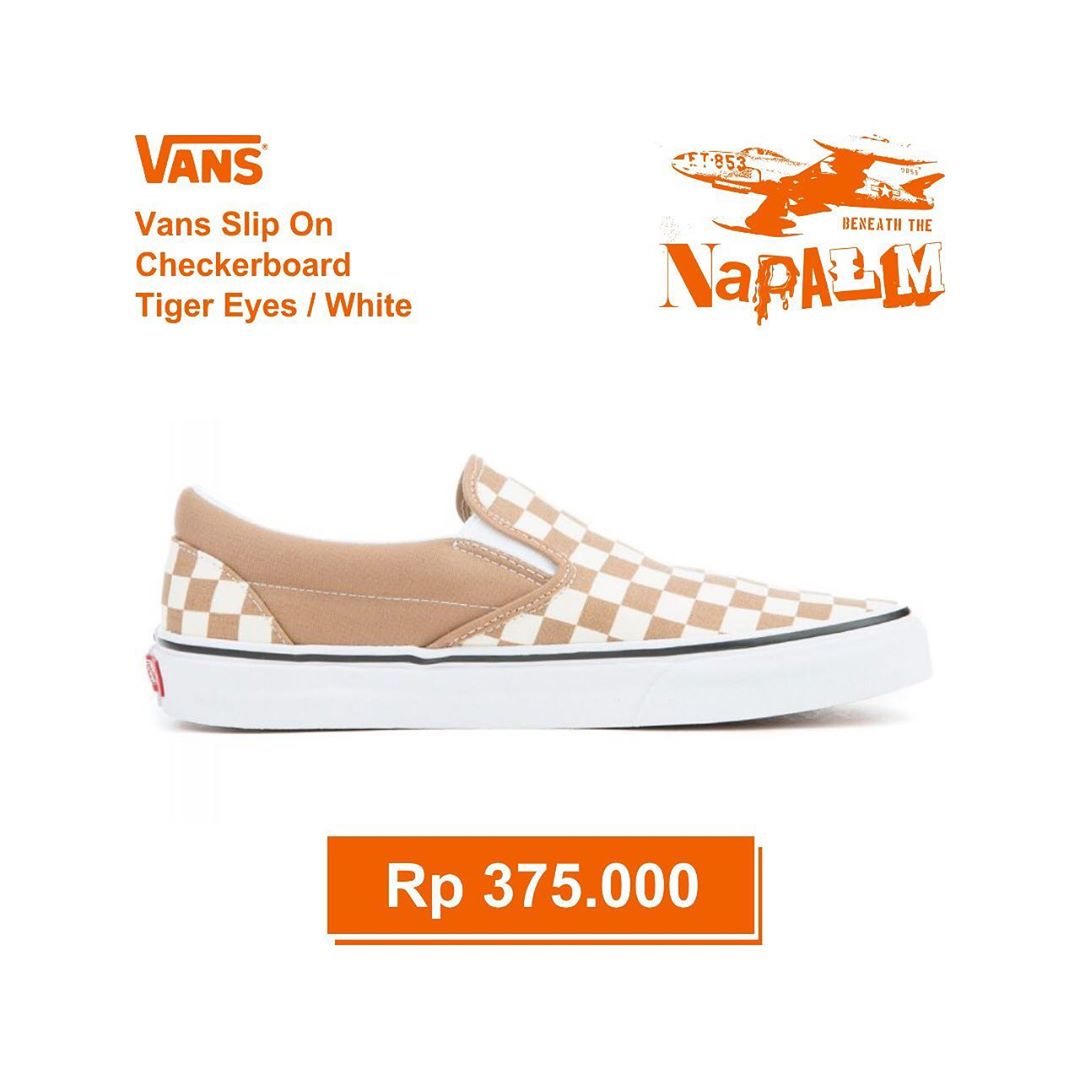 VANS
Vans Slip On
Checkerboard
Tiger Eyes / White
FT-853
BENEATH THE
NaPALM
Rp 375.000